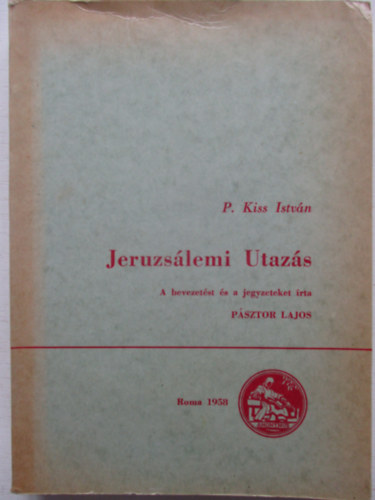 P. Kiss István
Jeruzsálemi Utazás
A bevezetést és a jegyzeteket írta
PÁSZTOR LAJOS
Roma 1958